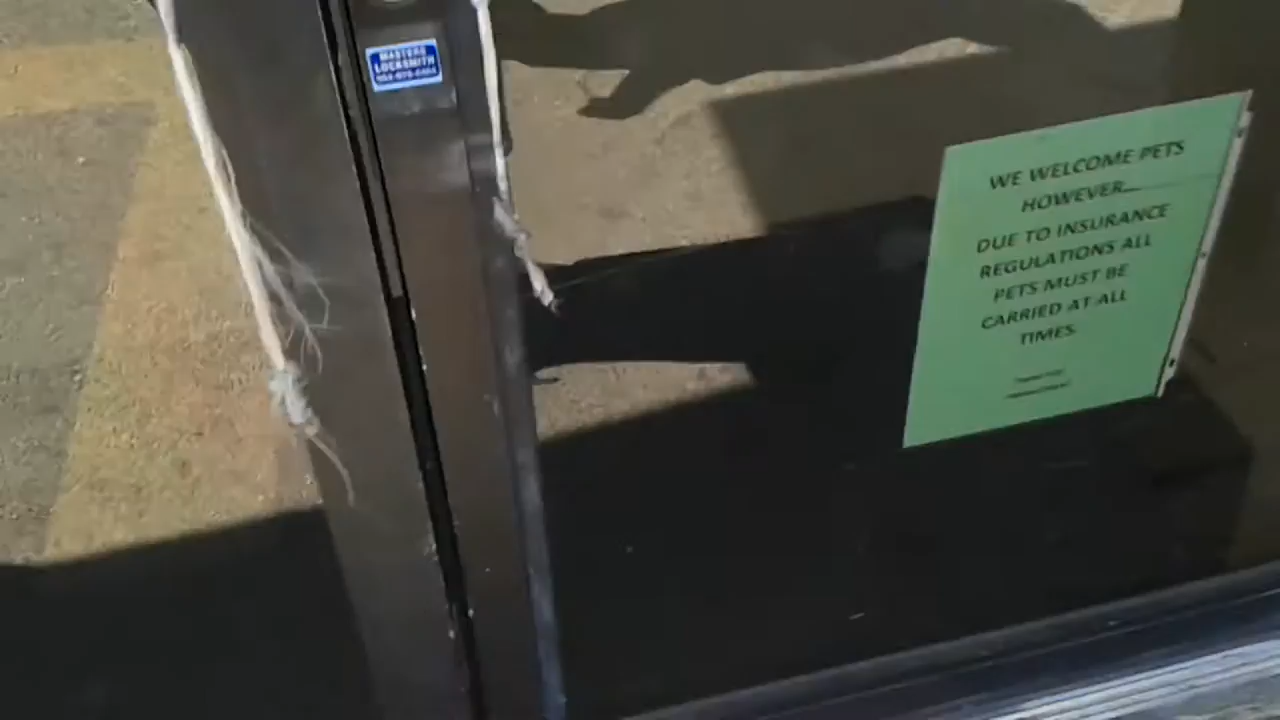 MASTERS
LOCKSMITH
WE WELCOME PETS
HOWEVER....
DUE TO INSURANCE
REGULATIONS ALL
PETS MUST BE
CARRIED AT ALL
TIMES.